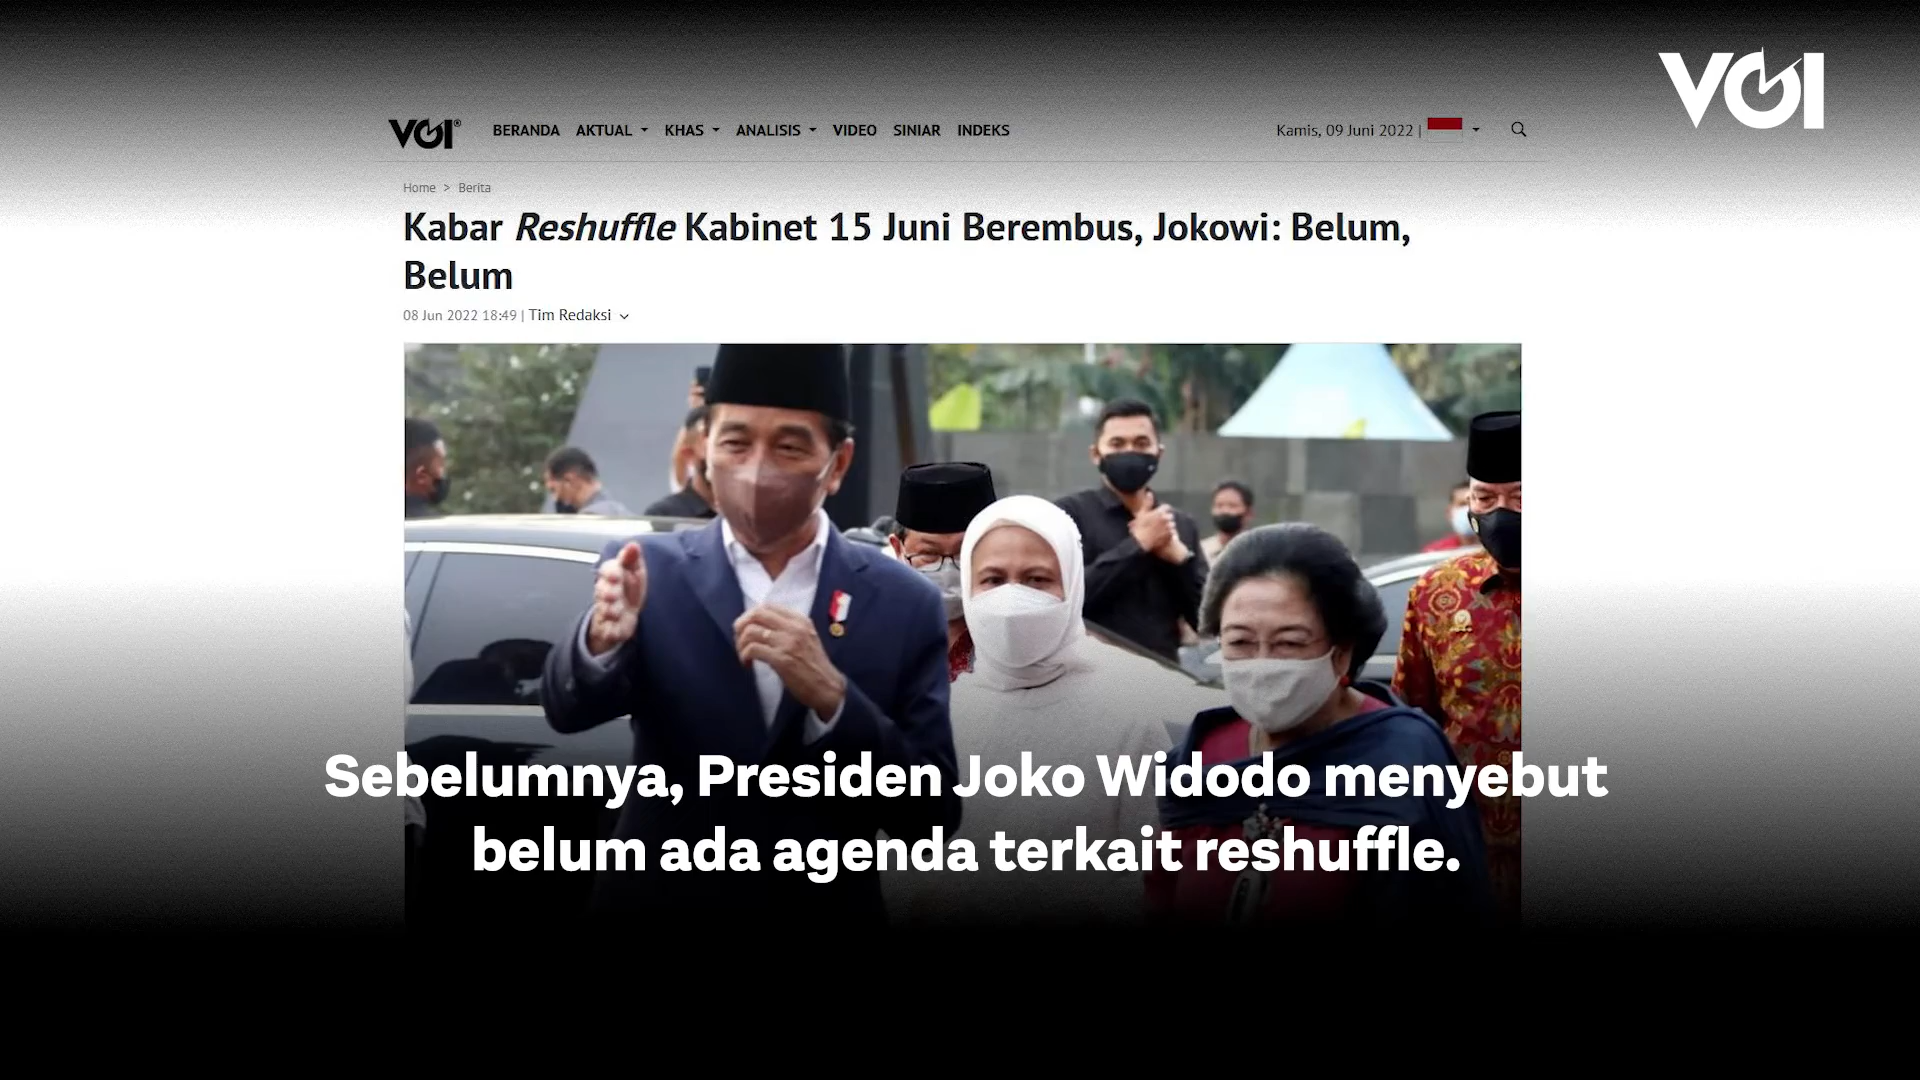 VOI
VOI®
BERANDA AKTUAL KHAS ANALISIS VIDEO SINIAR INDEKS
Kamis, 09 Juni 2022 |
Home > Berita
Kabar Reshuffle Kabinet 15 Juni Berembus, Jokowi: Belum,
Belum
08 Jun 2022 18:49 | Tim Redaksi
Sebelumnya, Presiden Joko Widodo menyebut
belum ada agenda terkait reshuffle.